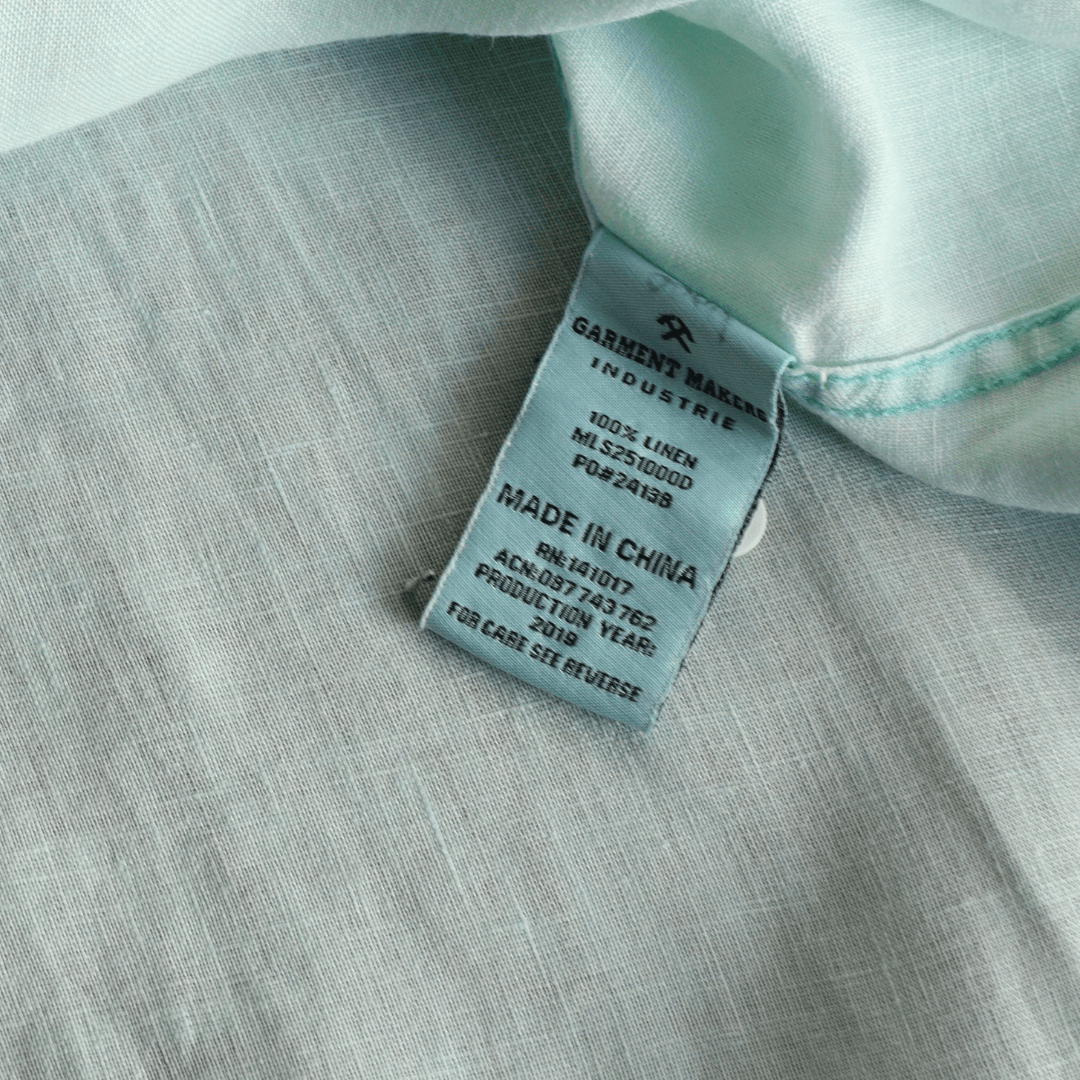 GARMENT MAKERS
INDUSTRIE
100% LINEN
MLS251000D
PO#24138
MADE IN CHINA
RN:141017
ACN:097 743 762
PRODUCTION YEAR:
2019
FOR CARE SEE REVERSE